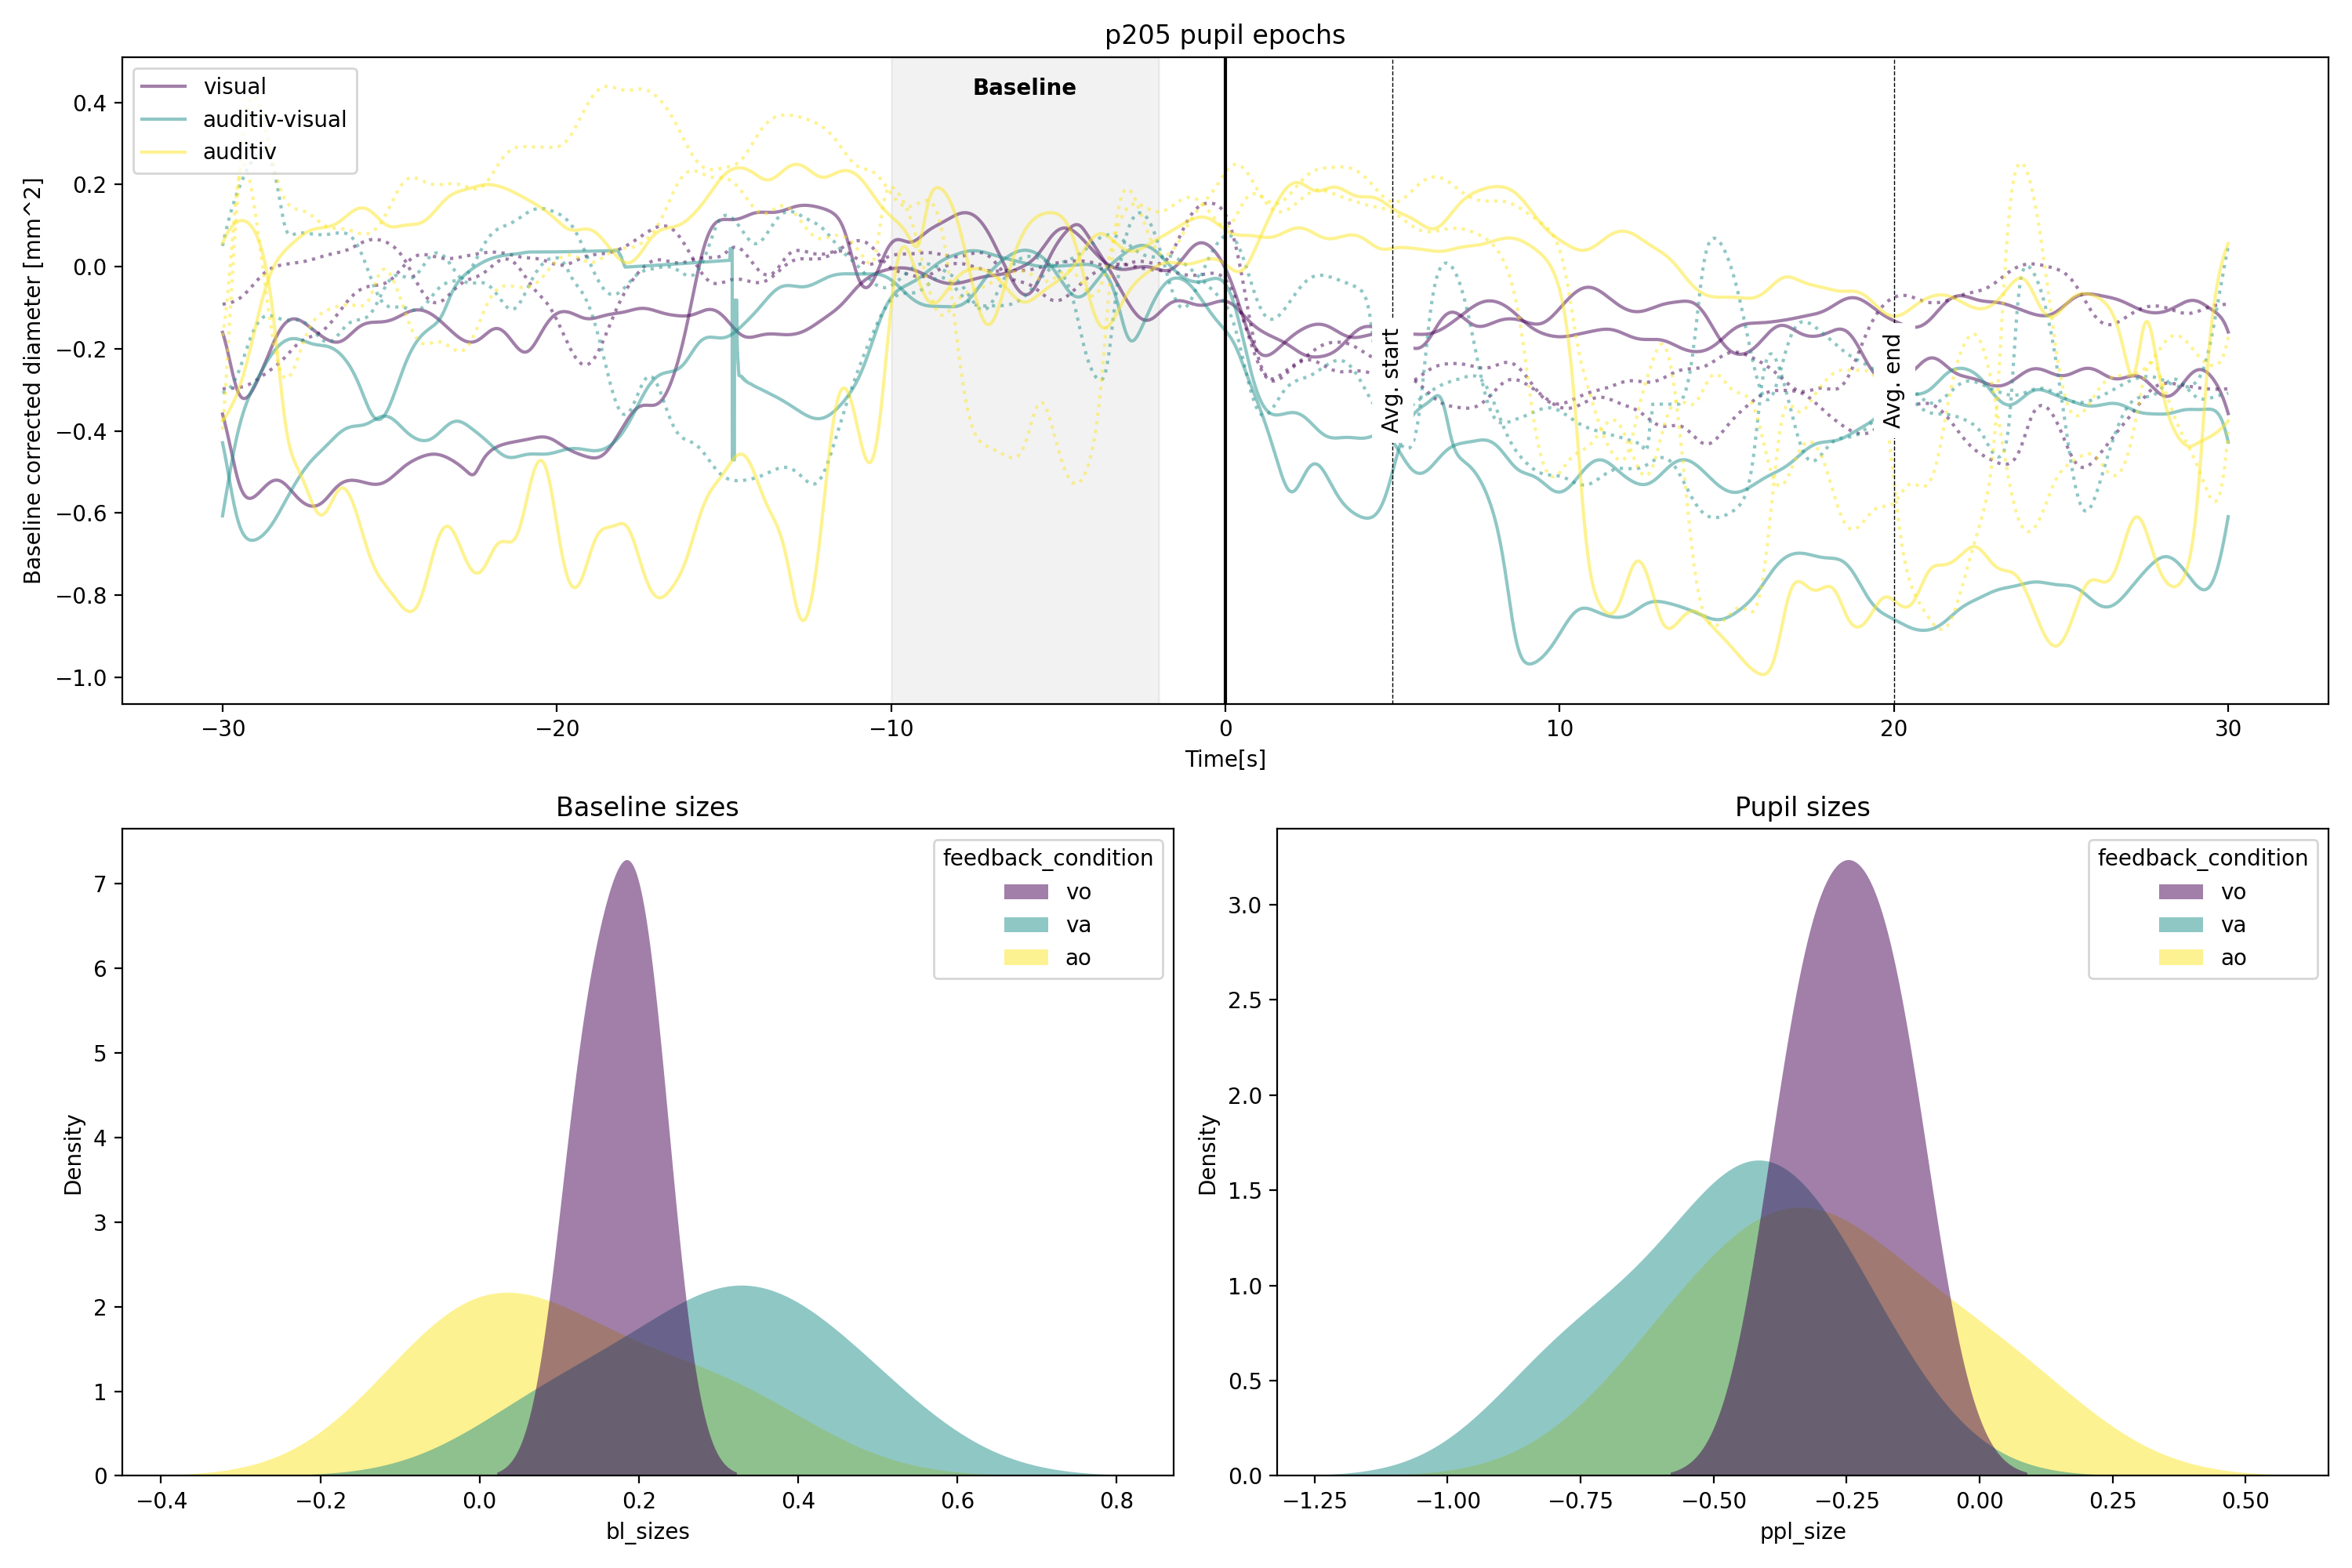 p205 pupil epochs
visual
auditiv-visual
auditiv
Baseline
Avg. start
Avg. end
Baseline corrected diameter [mm^2]
0.4
0.2
0.0
−0.2
−0.4
−0.6
−0.8
−1.0
−30 −20 −10 0 10 20 30
Time[s]
Baseline sizes
feedback_condition
vo
va
ao
Density
7
6
5
4
3
2
1
0
−0.4 −0.2 0.0 0.2 0.4 0.6 0.8
bl_sizes
Pupil sizes
feedback_condition
vo
va
ao
Density
3.0
2.5
2.0
1.5
1.0
0.5
0.0
−1.25 −1.00 −0.75 −0.50 −0.25 0.00 0.25 0.50
ppl_size